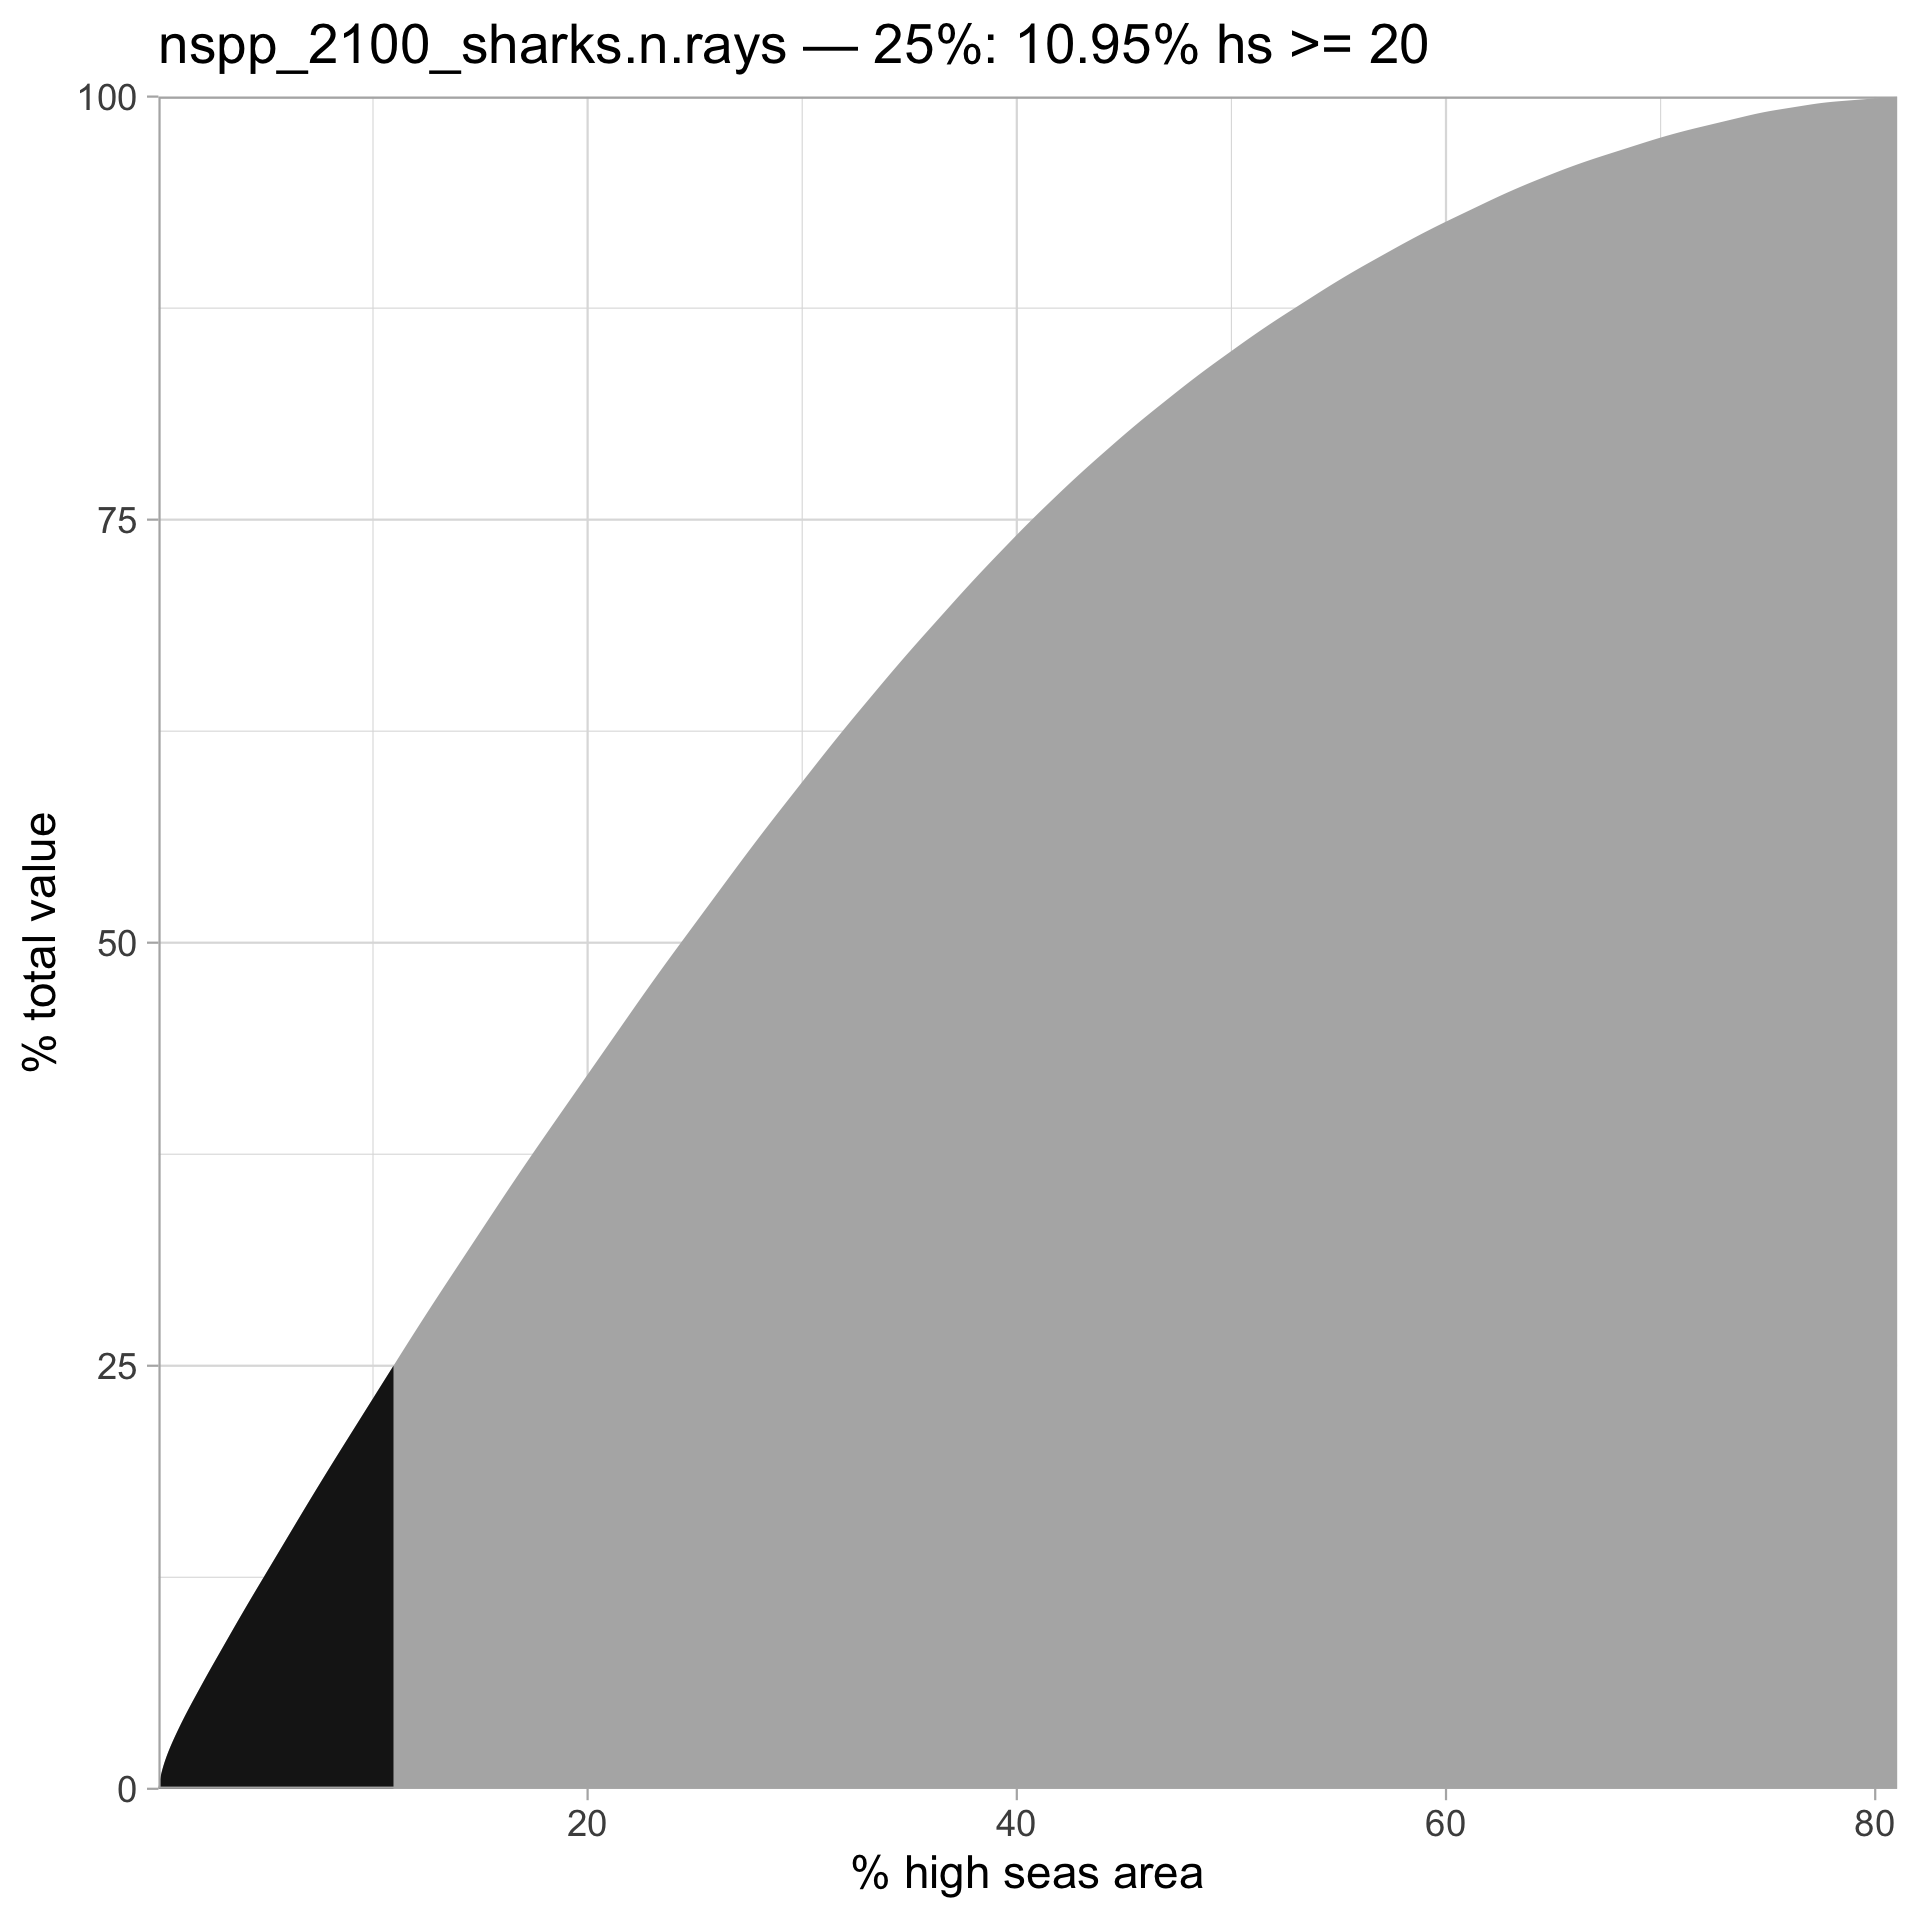 nspp_2100_sharks.n.rays — 25%: 10.95% hs >= 20
100
75
50
25
0
% total value
20 40 60 80
% high seas area